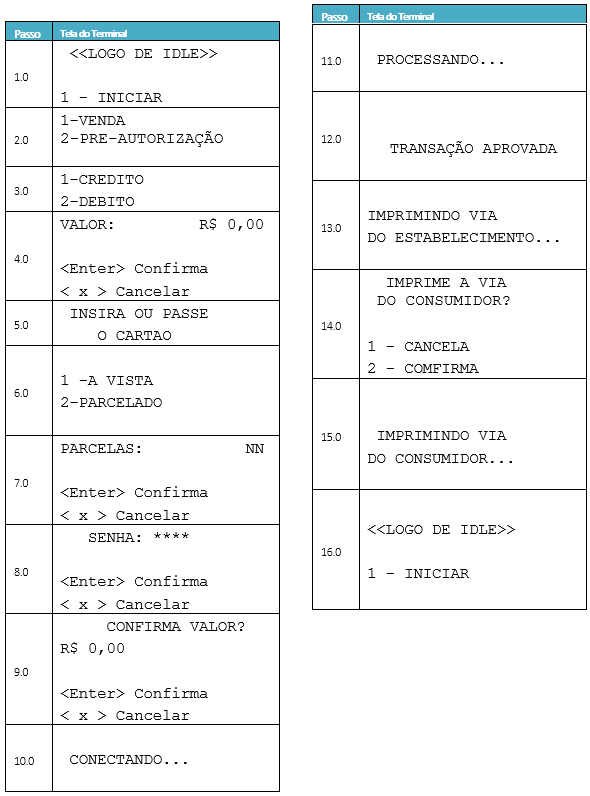 Passo Tela do Terminal
1.0
<<LOGO DE IDLE>>
1 - INICIAR
2.0
1-VENDA
2-PRE-AUTORIZAÇÃO
3.0
1-CREDITO
2-DEBITO
4.0
VALOR: R$ 0,00
<Enter> Confirma
< x > Cancelar
5.0
INSIRA OU PASSE
O CARTAO
6.0
1 -A VISTA
2-PARCELADO
7.0
PARCELAS: NN
<Enter> Confirma
< x > Cancelar
8.0
SENHA: ****
<Enter> Confirma
< x > Cancelar
9.0
CONFIRMA VALOR?
R$ 0,00
<Enter> Confirma
< x > Cancelar
10.0
CONECTANDO...
Passo Tela do Terminal
11.0
PROCESSANDO...
12.0
TRANSAÇÃO APROVADA
13.0
IMPRIMINDO VIA
DO ESTABELECIMENTO...
14.0
IMPRIME A VIA
DO CONSUMIDOR?
1 - CANCELA
2 - COMFIRMA
15.0
IMPRIMINDO VIA
DO CONSUMIDOR...
16.0
<<LOGO DE IDLE>>
1 - INICIAR